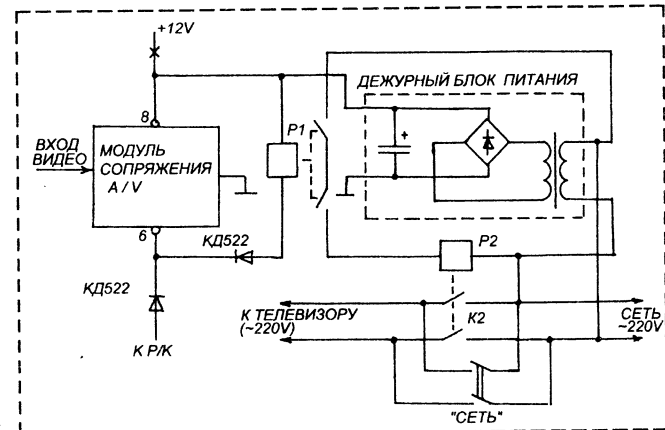 +12V
ДЕЖУРНЫЙ БЛОК ПИТАНИЯ
8
P1
+
ВХОД
ВИДЕО
МОДУЛЬ
СОПРЯЖЕНИЯ
A / V
6
КД522
P2
КД522
К ТЕЛЕВИЗОРУ
(~220V)
K2
СЕТЬ
~220V
К Р/К
"СЕТЬ"